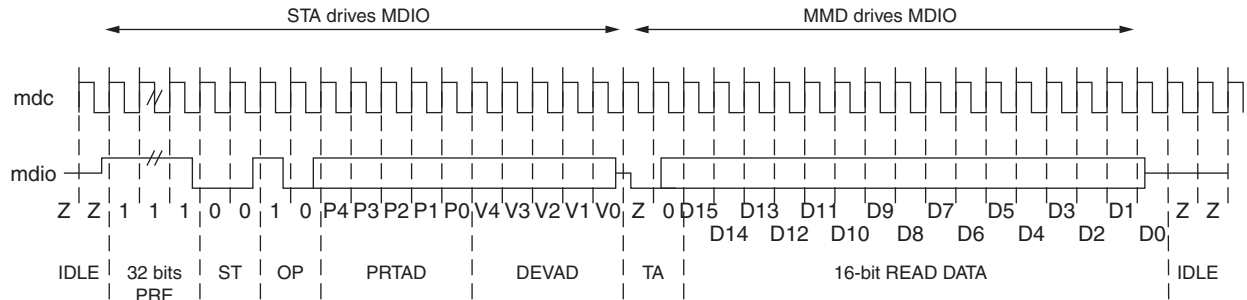 STA drives MDIO MMD drives MDIO
mdc
mdio
Z Z 1 1 1 0 0 1 0 P4 P3 P2 P1 P0 V4 V3 V2 V1 V0 Z 0 D15 D13 D11 D9 D7 D5 D3 D1 Z Z
D14 D12 D10 D8 D6 D4 D2 D0
IDLE 32 bits ST OP PRTAD DEVAD TA 16-bit READ DATA IDLE
PRE